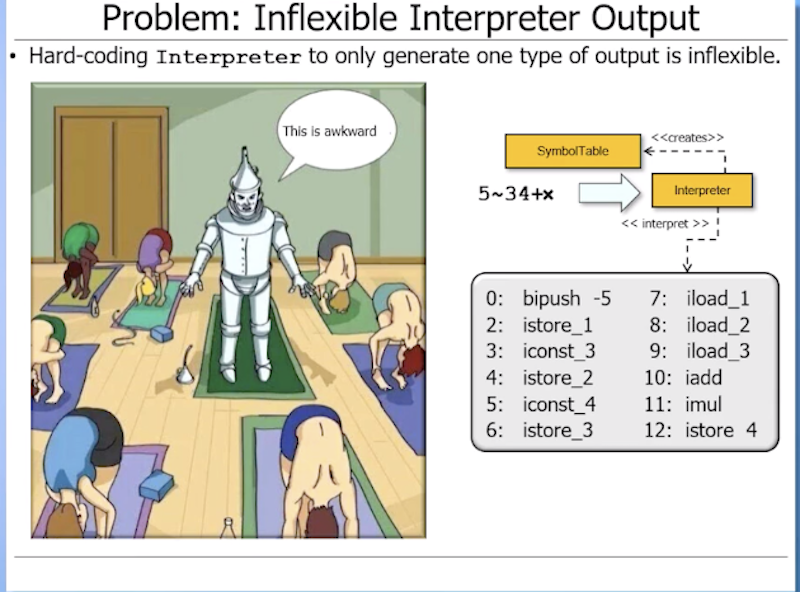 Problem: Inflexible Interpreter Output
• Hard-coding Interpreter to only generate one type of output is inflexible.
This is awkward
<<creates>>
SymbolTable
5~34+x
Interpreter
<< interpret >>
0: bipush -5 7: iload_1
2: istore_1 8: iload_2
3: iconst_3 9: iload_3
4: istore_2 10: iadd
5: iconst_4 11: imul
6: istore_3 12: istore 4